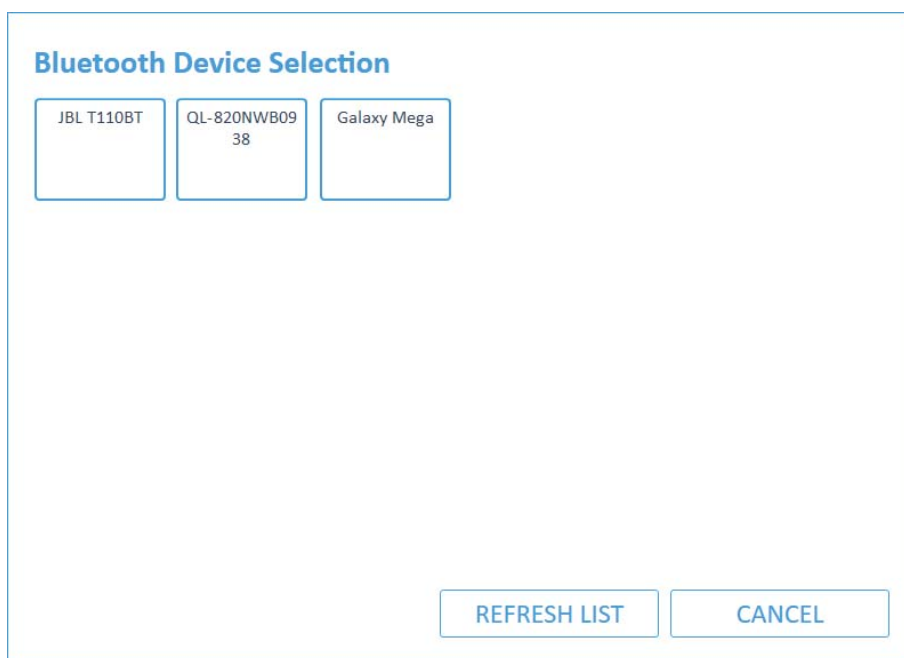 Bluetooth Device Selection
JBL T110BT
QL-820NWB09
38
Galaxy Mega
REFRESH LIST
CANCEL